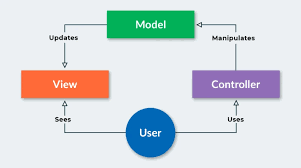 Model
Updates
Manipulates
View
Controller
Sees
User
Uses